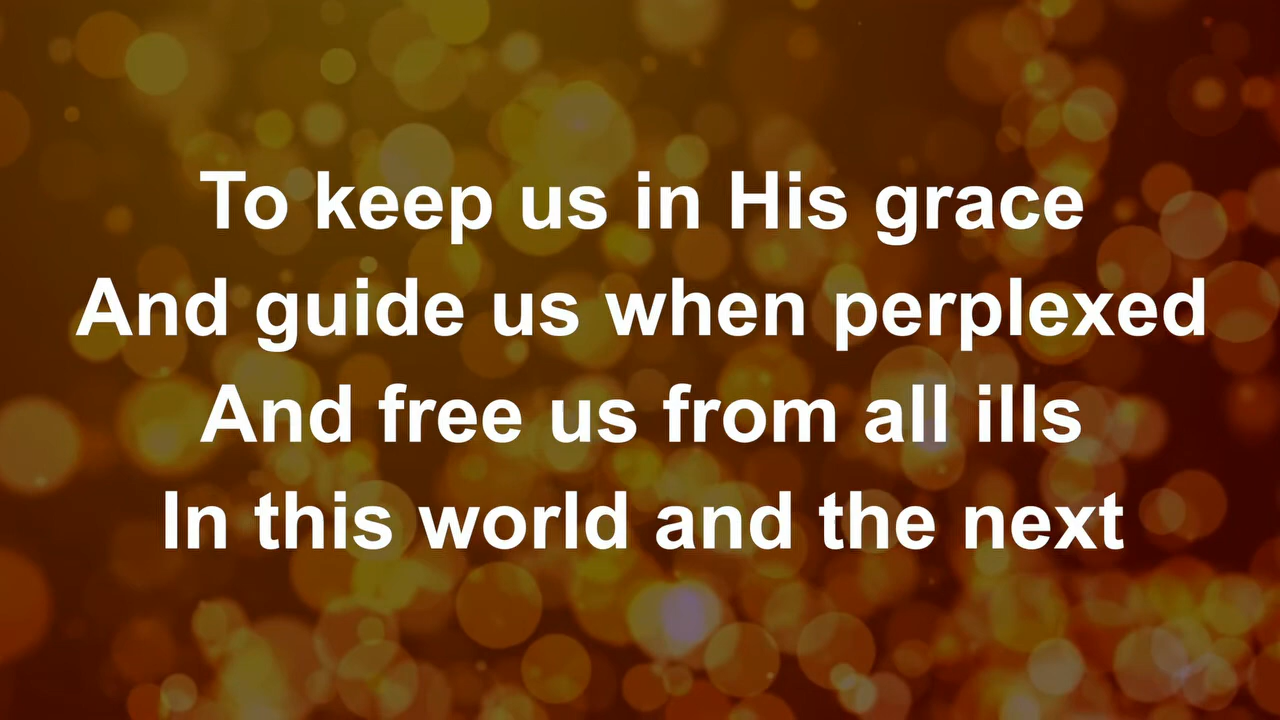 To keep us in His grace
And guide us when perplexed
And free us from all ills
In this world and the next